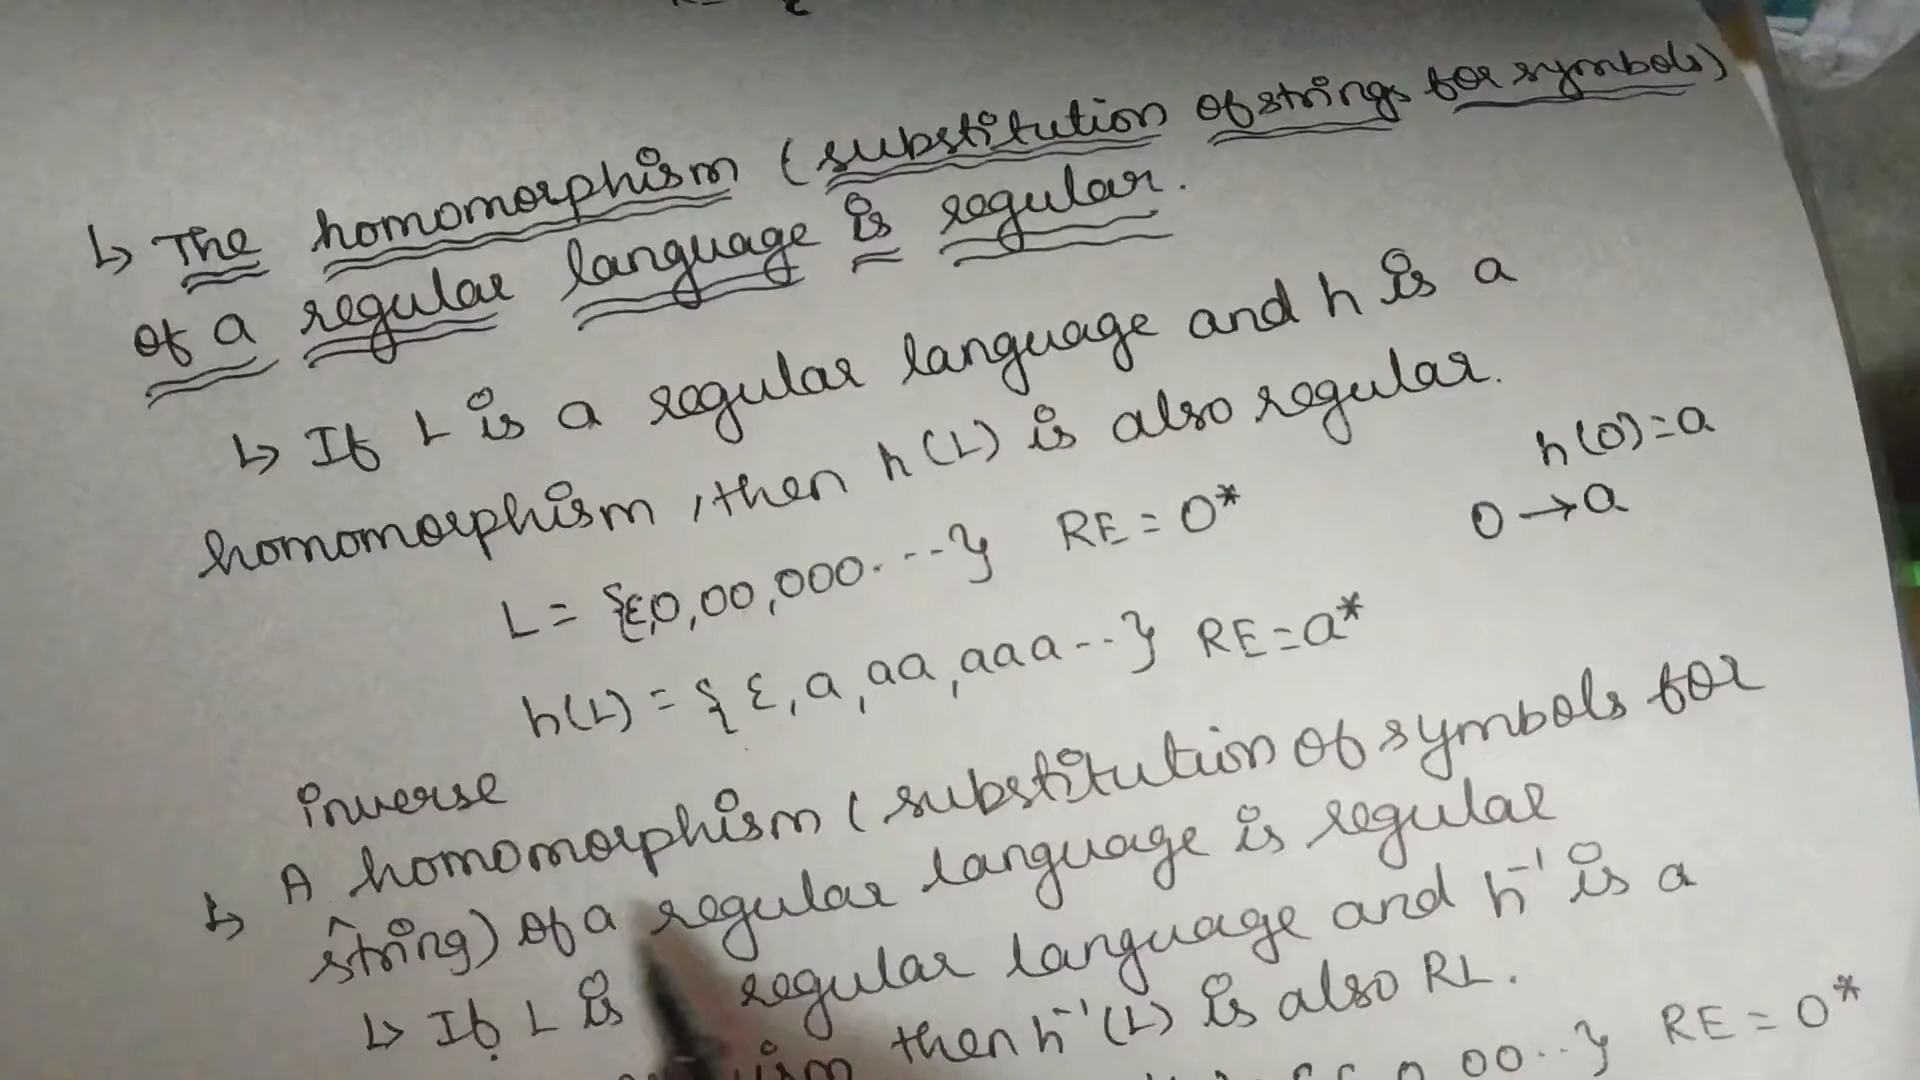 ↳ The homomorphism (substitution of strings for symbols)
of a regular language is regular.
↳ If L is a regular language and h is a
homomorphism, then h(L) is also regular.
h(0)=a
L = {ε,0,00,000....} RE = 0*
0→a
h(L) = {ε, a, aa, aaa--} RE=a*
inverse
↳ A homomorphism (substitution of symbols for
string) of a regular language is regular
↳ If L is regular language and h⁻¹ is a
then h⁻¹(L) is also RL.
00..} RE = 0*